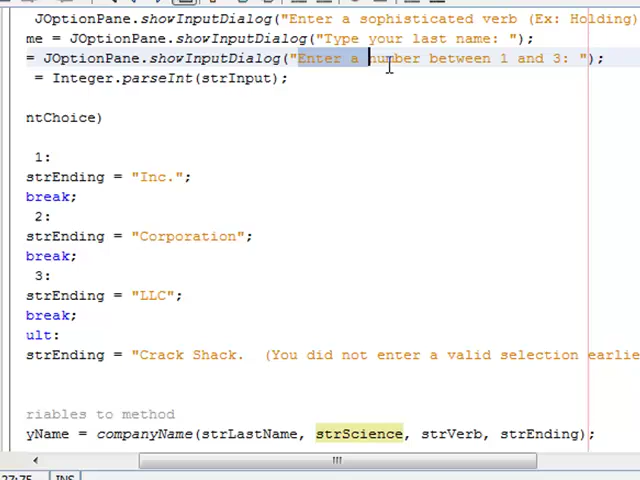 JOptionPane.showInputDialog("Enter a sophisticated verb (Ex: Holding)
me = JOptionPane.showInputDialog("Type your last name: ");
= JOptionPane.showInputDialog("Enter a number between 1 and 3: ");
= Integer.parseInt(strInput);
ntChoice)
1:
strEnding = "Inc.";
break;
2:
strEnding = "Corporation";
break;
3:
strEnding = "LLC";
break;
ult:
strEnding = "Crack Shack.  (You did not enter a valid selection earlie
riables to method
yName = companyName(strLastName, strScience, strVerb, strEnding);
27:75 INS